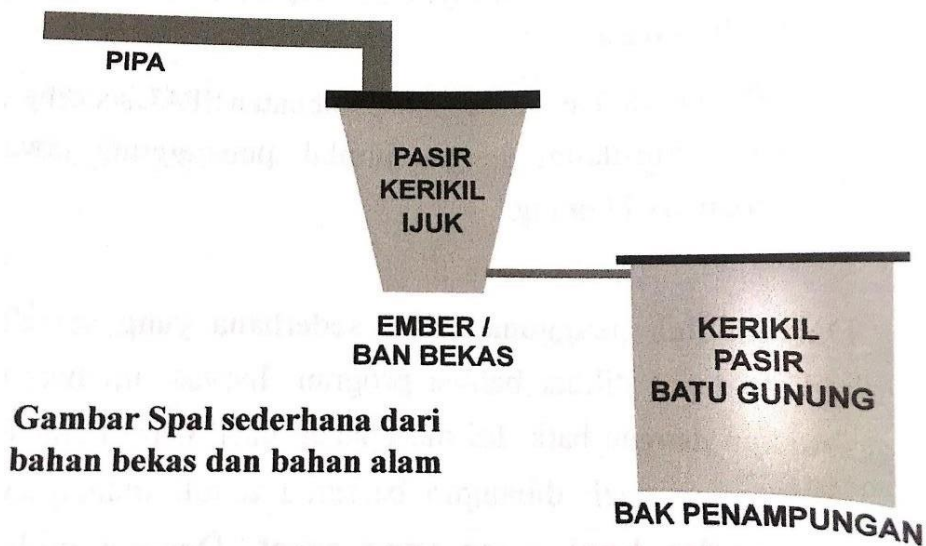 PIPA
PASIR
KERIKIL
IJUK
EMBER /
BAN BEKAS
KERIKIL
PASIR
BATU GUNUNG
Gambar Spal sederhana dari
bahan bekas dan bahan alam
BAK PENAMPUNGAN